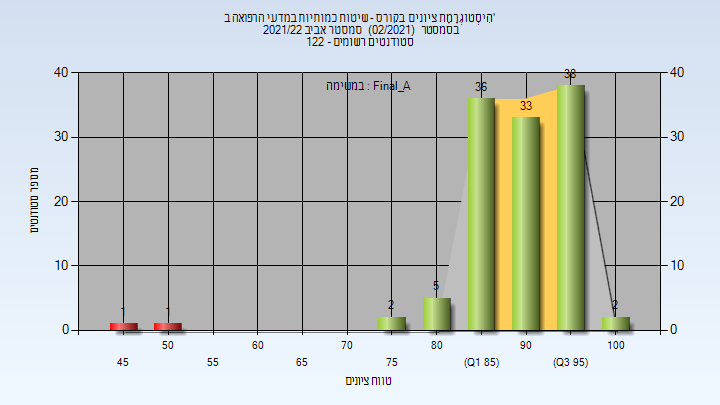 היסטוגרמת ציונים בקורס - שיטות כמותיות במדעי הרפואה ב'
בסמסטר (02/2021) סמסטר אביב 2021/22
סטודנטים רשומים - 122
במשימה : Final_A
40 40
30 30
20 20
10 10
0 0
מספר סטודנטים
1 1 2 5 36 33 38 2
50 60 70 80 90 100
45 55 65 75 (Q1 85) (Q3 95)
טווח ציונים